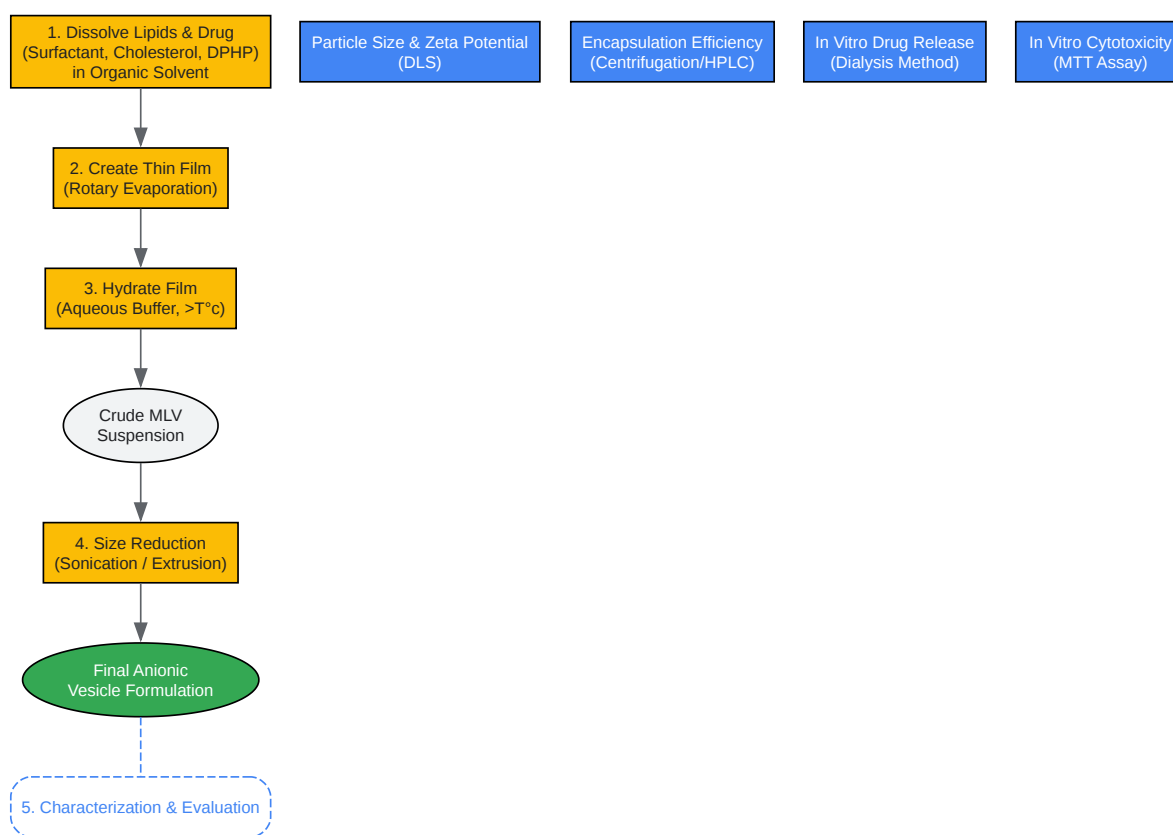 1. Dissolve Lipids & Drug
(Surfactant, Cholesterol, DPHP)
in Organic Solvent
Particle Size & Zeta Potential
(DLS)
Encapsulation Efficiency
(Centrifugation/HPLC)
In Vitro Drug Release
(Dialysis Method)
In Vitro Cytotoxicity
(MTT Assay)
2. Create Thin Film
(Rotary Evaporation)
3. Hydrate Film
(Aqueous Buffer, >T°c)
Crude MLV
Suspension
4. Size Reduction
(Sonication / Extrusion)
Final Anionic
Vesicle Formulation
5. Characterization & Evaluation